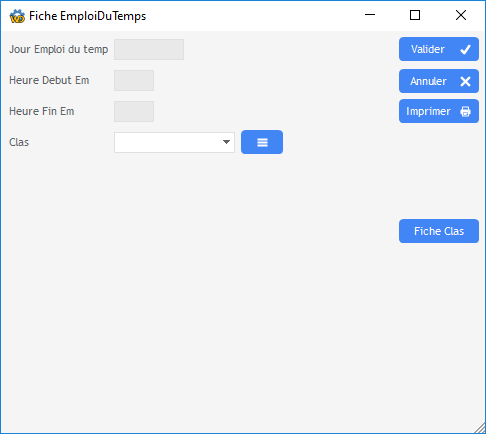 Fiche EmploiDuTemps
Jour Emploi du temp
Valider
Heure Debut Em
Annuler
Heure Fin Em
Imprimer
Clas
Fiche Clas